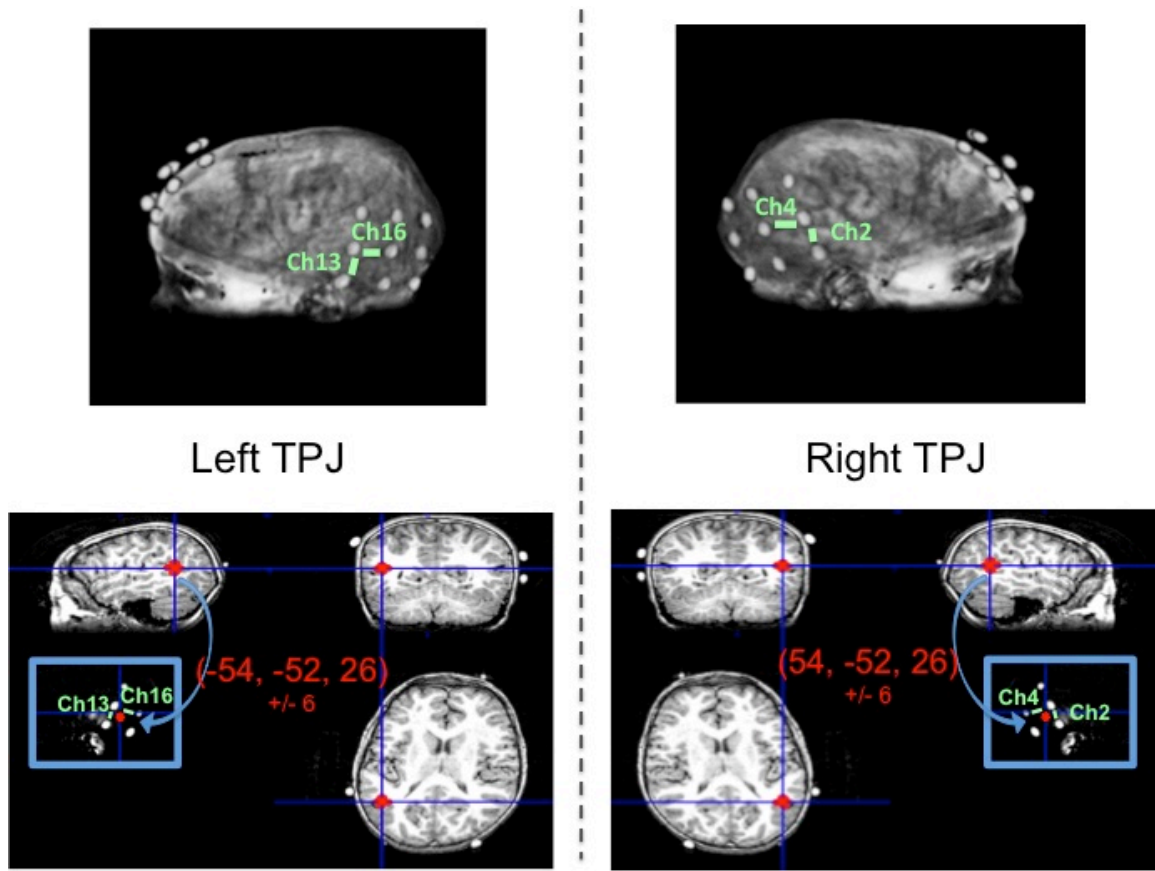 Ch16
Ch13
Ch4
Ch2
Left TPJ
Right TPJ
(-54, -52, 26)
+/- 6
Ch13
Ch16
(54, -52, 26)
+/- 6
Ch4
Ch2